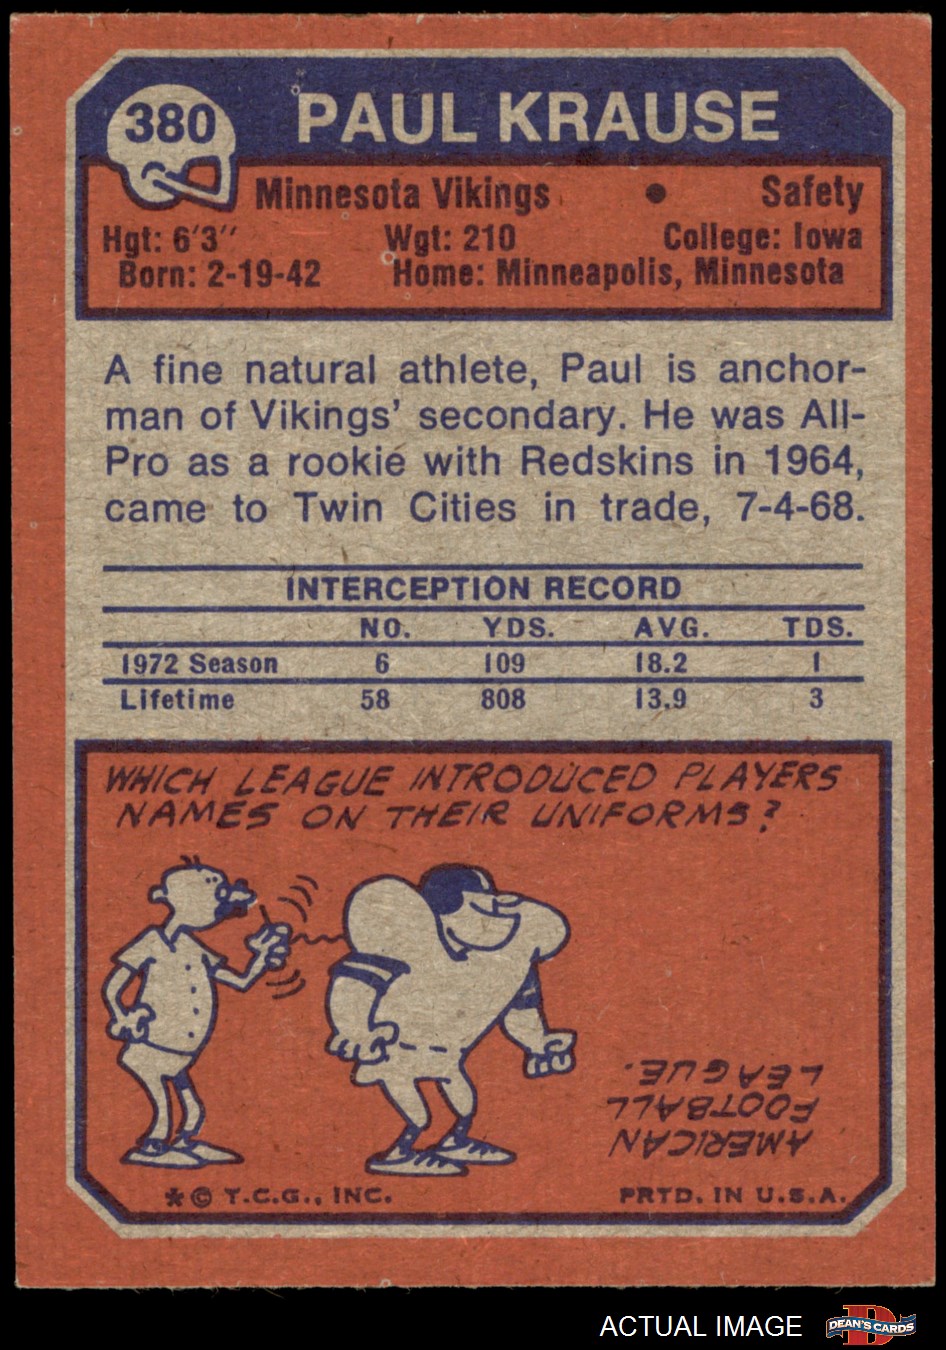 380
PAUL KRAUSE
Minnesota Vikings • Safety
Hgt: 6'3" Wgt: 210 College: Iowa
Born: 2-19-42 Home: Minneapolis, Minnesota
A fine natural athlete, Paul is anchor-
man of Vikings' secondary. He was All-
Pro as a rookie with Redskins in 1964,
came to Twin Cities in trade, 7-4-68.
INTERCEPTION RECORD
NO. YDS. AVG. TDS.
1972 Season 6 109 18.2 1
Lifetime 58 808 13.9 3
WHICH LEAGUE INTRODUCED PLAYERS
NAMES ON THEIR UNIFORMS?
AMERICAN
FOOTBALL
LEAGUE.
*© T.C.G., INC. PRTD. IN U.S.A.
ACTUAL IMAGE
D
DEAN'S CARDS